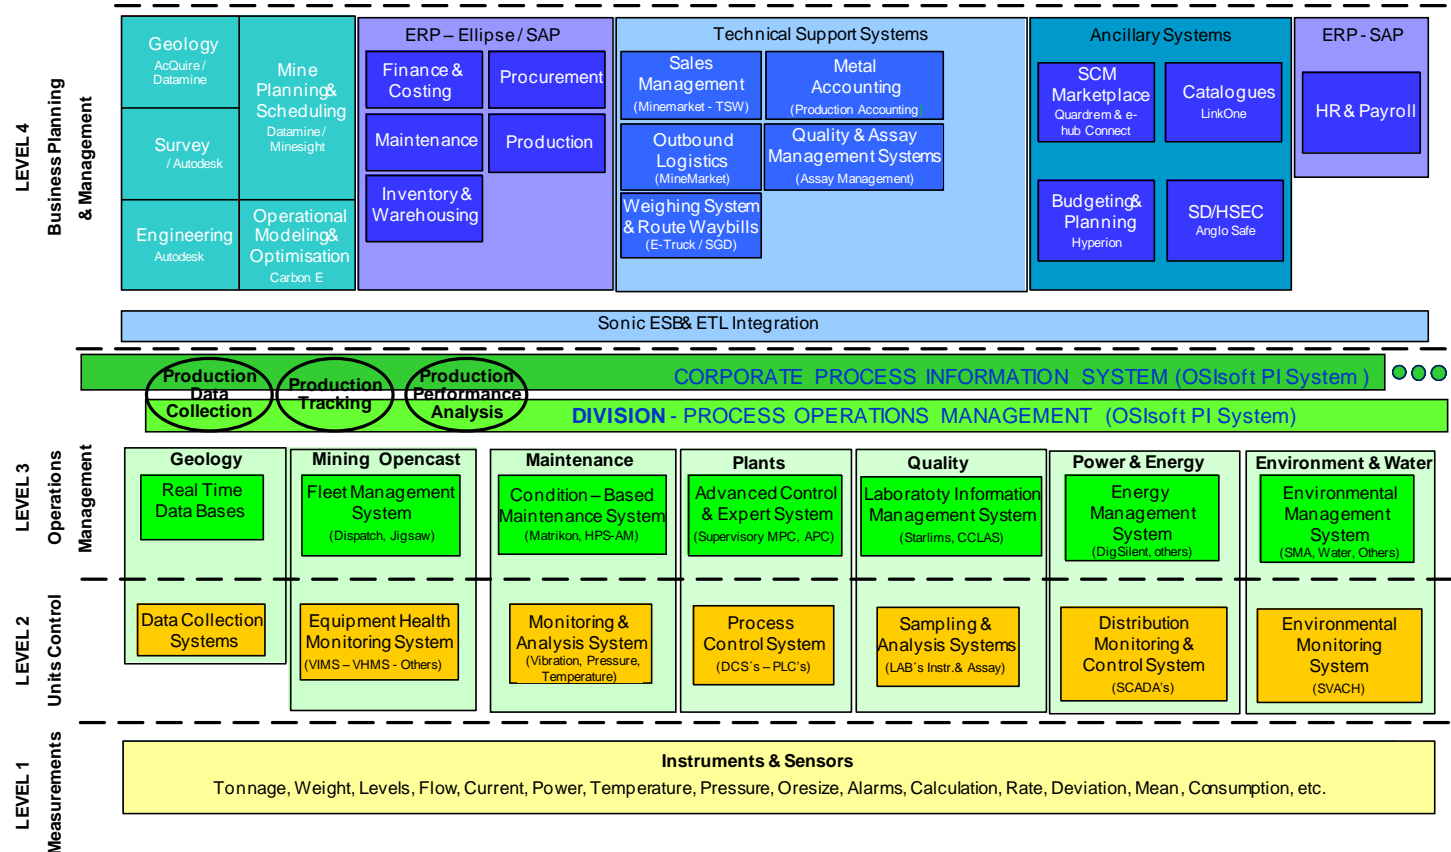 LEVEL 4
Business Planning
& Management
Geology
AcQuire /
Datamine
Survey
/ Autodesk
Engineering
Autodesk
Mine
Planning&
Scheduling
Datamine /
Minesight
Operational
Modeling&
Optimisation
Carbon E
ERP – Ellipse / SAP
Finance &
Costing
Procurement
Maintenance
Production
Inventory &
Warehousing
Technical Support Systems
Sales
Management
(Minemarket - TSW)
Metal
Accounting
(Production Accounting)
Outbound
Logistics
(MineMarket)
Quality & Assay
Management Systems
(Assay Management)
Weighing System
& Route Waybills
(E-Truck / SGD)
Ancillary Systems
SCM
Marketplace
Quardrem & e-
hub Connect
Catalogues
LinkOne
Budgeting&
Planning
Hyperion
SD/HSEC
Anglo Safe
ERP - SAP
HR & Payroll
Sonic ESB& ETL Integration
CORPORATE PROCESS INFORMATION SYSTEM (OSIsoft PI System )
Production
Data
Collection
Production
Tracking
Production
Performance
Analysis
DIVISION - PROCESS OPERATIONS MANAGEMENT (OSIsoft PI System)
LEVEL 3
Operations
Management
Geology
Real Time
Data Bases
Mining Opencast
Fleet Management
System
(Dispatch, Jigsaw)
Maintenance
Condition – Based
Maintenance System
(Matrikon, HPS-AM)
Plants
Advanced Control
& Expert System
(Supervisory MPC, APC)
Quality
Laboratoty Information
Management System
(Starlims, CCLAS)
Power & Energy
Energy
Management
System
(DigSilent, others)
Environment & Water
Environmental
Management
System
(SMA, Water, Others)
LEVEL 2
Units Control
Data Collection
Systems
Equipment Health
Monitoring System
(VIMS – VHMS - Others)
Monitoring &
Analysis System
(Vibration, Pressure,
Temperature)
Process
Control System
(DCS´s – PLC's)
Sampling &
Analysis Systems
(LAB´s Instr.& Assay)
Distribution
Monitoring &
Control System
(SCADA's)
Environmental
Monitoring
System
(SVACH)
LEVEL 1
Measurements
Instruments & Sensors
Tonnage, Weight, Levels, Flow, Current, Power, Temperature, Pressure, Oresize, Alarms, Calculation, Rate, Deviation, Mean, Consumption, etc.